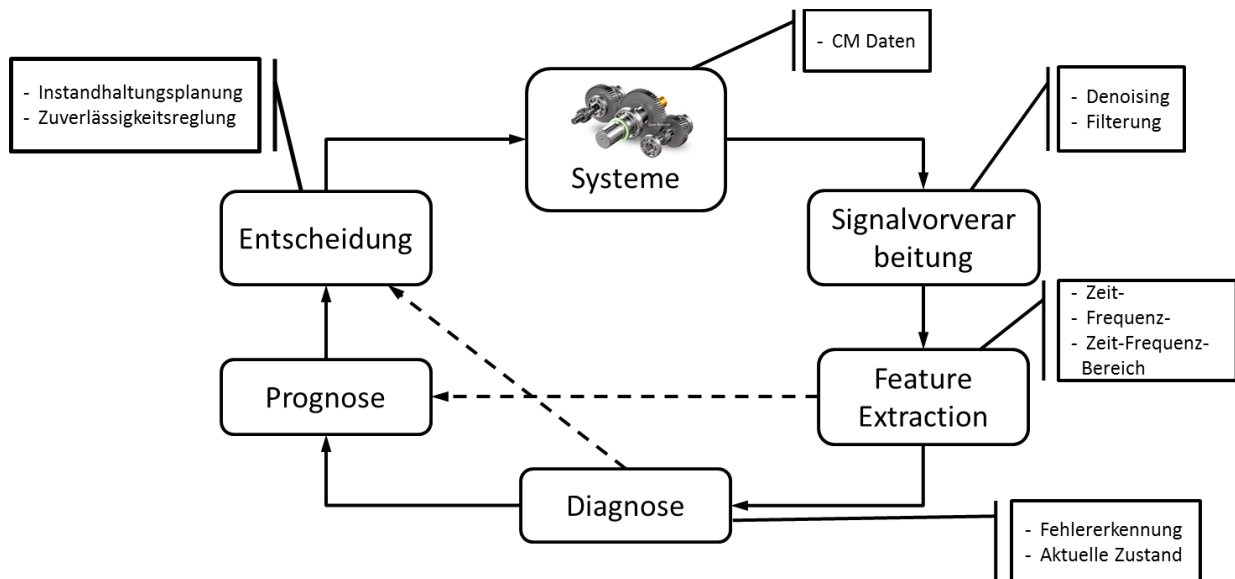 - CM Daten
- Instandhaltungsplanung
- Zuverlässigkeitsreglung
Systeme
- Denoising
- Filterung
Entscheidung
Signalvorverar
beitung
- Zeit-
- Frequenz-
- Zeit-Frequenz-
Bereich
Prognose
Feature
Extraction
Diagnose
- Fehlererkennung
- Aktuelle Zustand